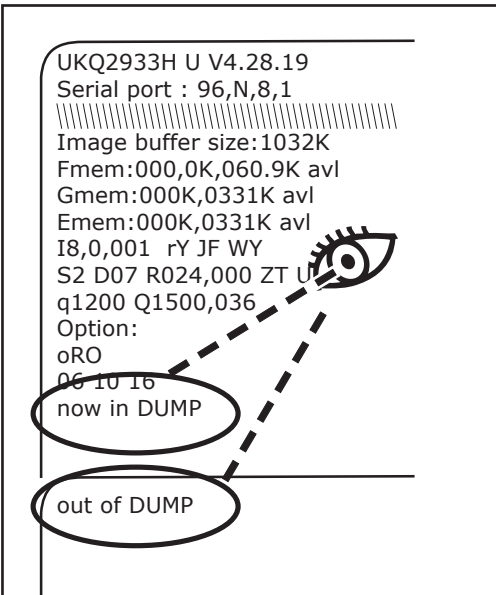 UKQ2933H U V4.28.19
Serial port : 96,N,8,1
\\\\\\\\\\\\\\\\\\\\\\\\\\\\\\\\\\\\\\\\\\\\\\
Image buffer size:1032K
Fmem:000,0K,060.9K avl
Gmem:000K,0331K avl
Emem:000K,0331K avl
I8,0,001 rY JF WY
S2 D07 R024,000 ZT U
q1200 Q1500,036
Option:
oRO
06 10 16
now in DUMP
out of DUMP